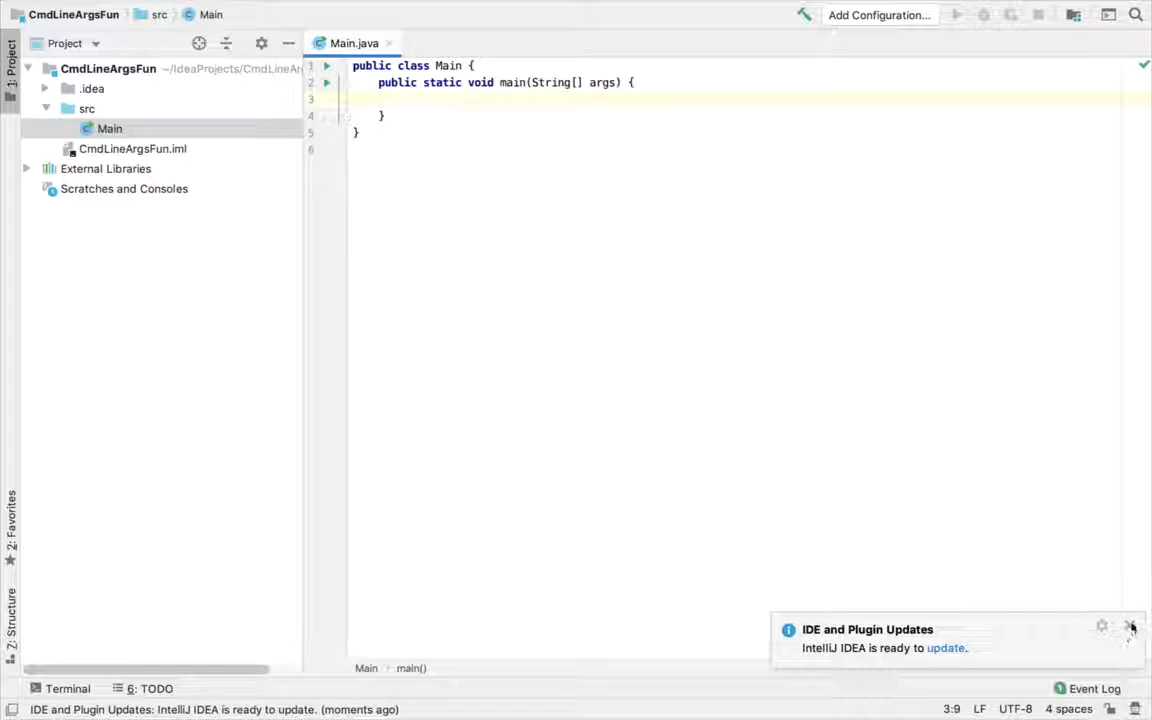 CmdLineArgsFun src Main Add Configuration...
1: Project
Project
Main.java
CmdLineArgsFun ~/IdeaProjects/CmdLineAr
.idea
src
Main
CmdLineArgsFun.iml
External Libraries
Scratches and Consoles
1 public class Main {
2 public static void main(String[] args) {
3
4 }
5 }
6
2: Favorites
Z: Structure
IDE and Plugin Updates
IntelliJ IDEA is ready to update.
Main main()
Terminal 6: TODO 1 Event Log
IDE and Plugin Updates: IntelliJ IDEA is ready to update. (moments ago) 3:9 LF UTF-8 4 spaces